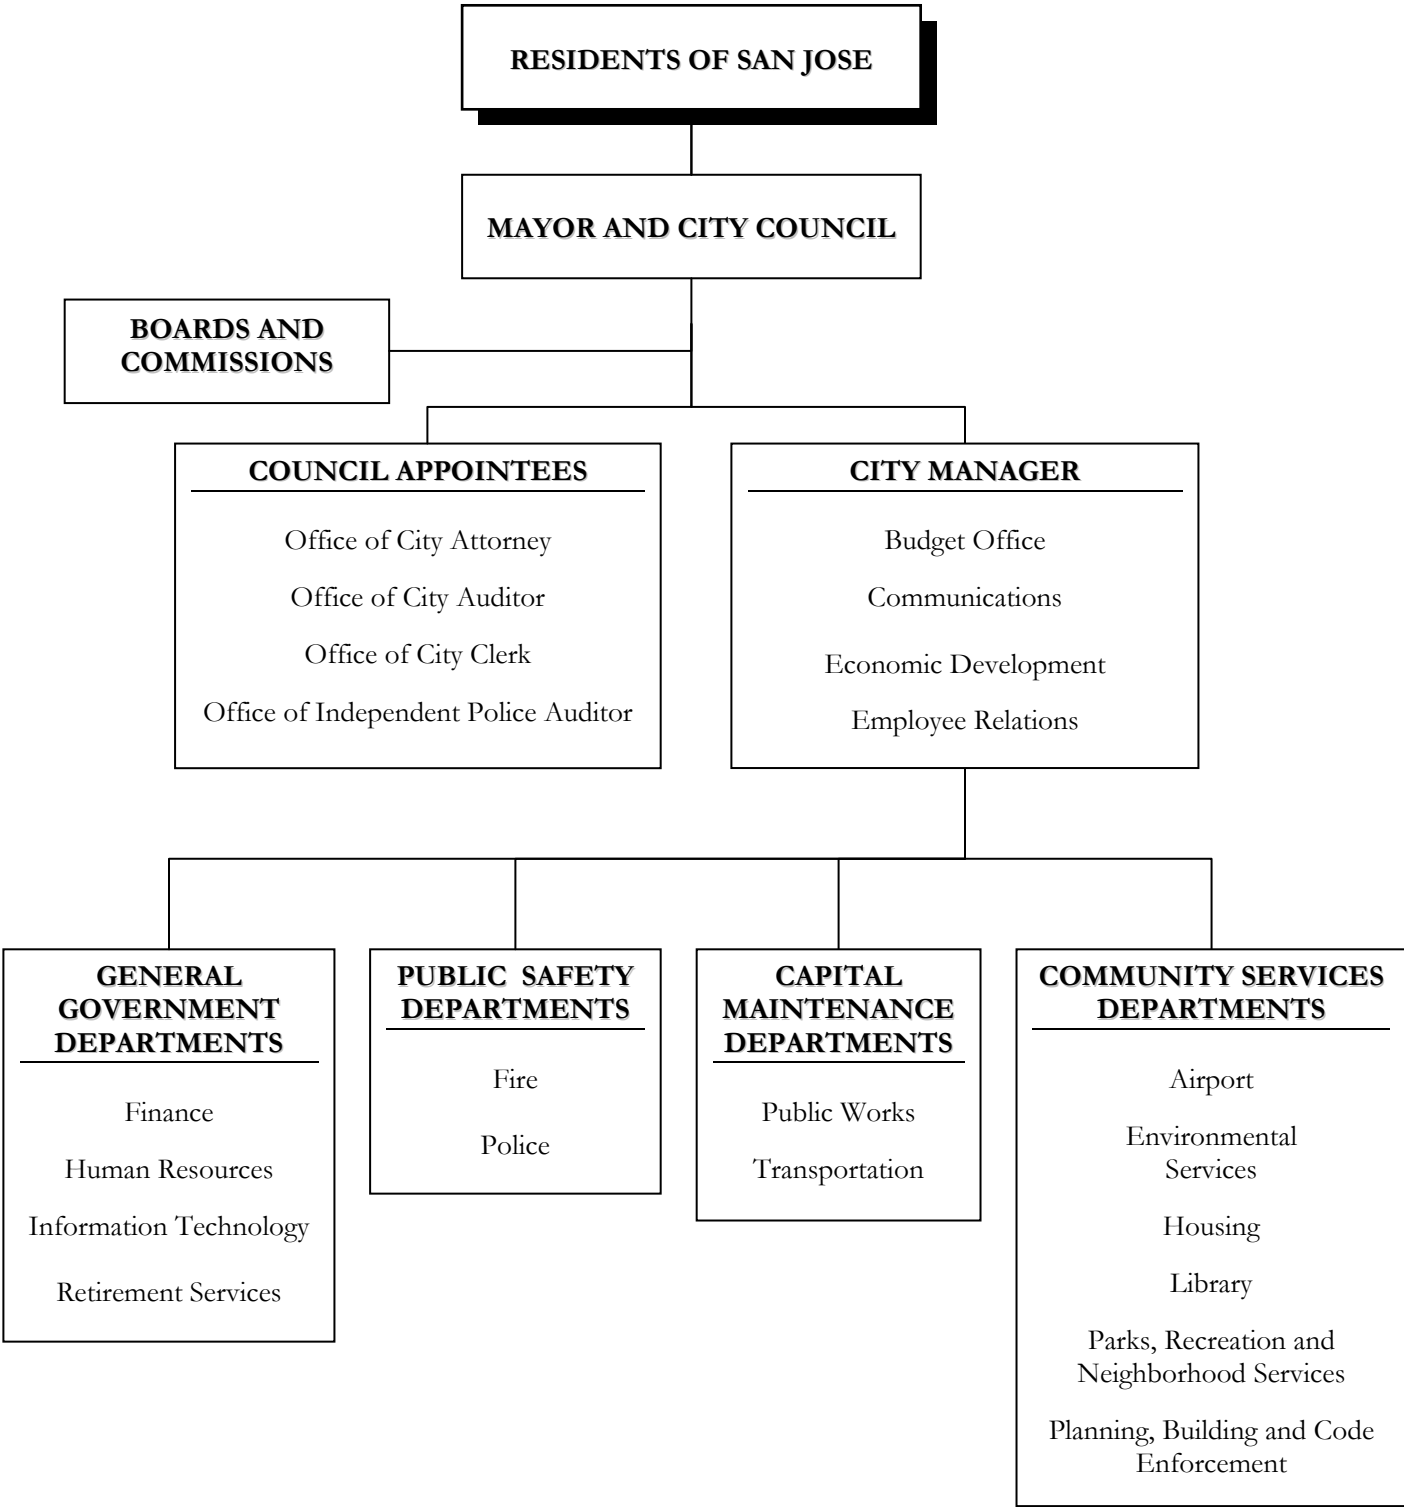 RESIDENTS OF SAN JOSE
MAYOR AND CITY COUNCIL
BOARDS AND
COMMISSIONS
COUNCIL APPOINTEES
Office of City Attorney
Office of City Auditor
Office of City Clerk
Office of Independent Police Auditor
CITY MANAGER
Budget Office
Communications
Economic Development
Employee Relations
GENERAL
GOVERNMENT
DEPARTMENTS
Finance
Human Resources
Information Technology
Retirement Services
PUBLIC SAFETY
DEPARTMENTS
Fire
Police
CAPITAL
MAINTENANCE
DEPARTMENTS
Public Works
Transportation
COMMUNITY SERVICES
DEPARTMENTS
Airport
Environmental
Services
Housing
Library
Parks, Recreation and
Neighborhood Services
Planning, Building and Code
Enforcement